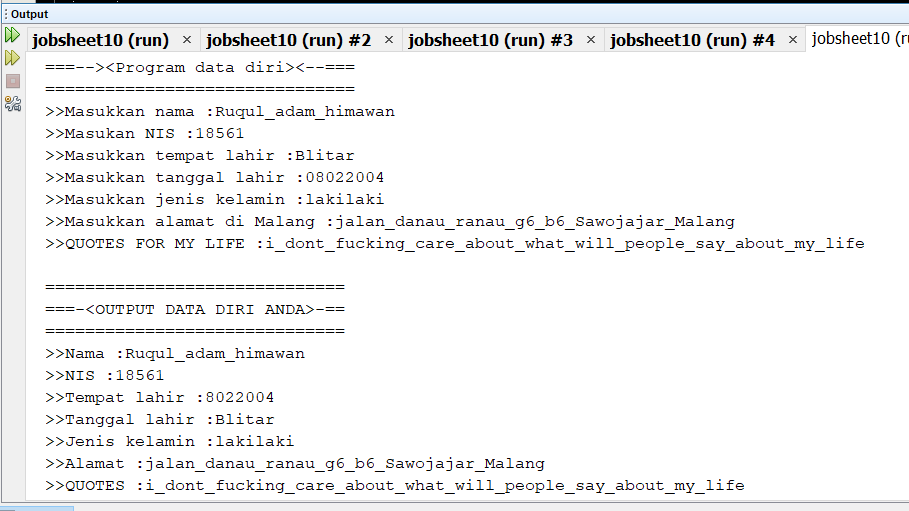 Output
jobsheet10 (run) × jobsheet10 (run) #2 × jobsheet10 (run) #3 × jobsheet10 (run) #4 × jobsheet10 (ru
===--><Program data diri><--===
===============================
>>Masukkan nama :Ruqul_adam_himawan
>>Masukan NIS :18561
>>Masukkan tempat lahir :Blitar
>>Masukkan tanggal lahir :08022004
>>Masukkan jenis kelamin :lakilaki
>>Masukkan alamat di Malang :jalan_danau_ranau_g6_b6_Sawojajar_Malang
>>QUOTES FOR MY LIFE :i_dont_fucking_care_about_what_will_people_say_about_my_life
==============================
===-<OUTPUT DATA DIRI ANDA>-==
==============================
>>Nama :Ruqul_adam_himawan
>>NIS :18561
>>Tempat lahir :8022004
>>Tanggal lahir :Blitar
>>Jenis kelamin :lakilaki
>>Alamat :jalan_danau_ranau_g6_b6_Sawojajar_Malang
>>QUOTES :i_dont_fucking_care_about_what_will_people_say_about_my_life